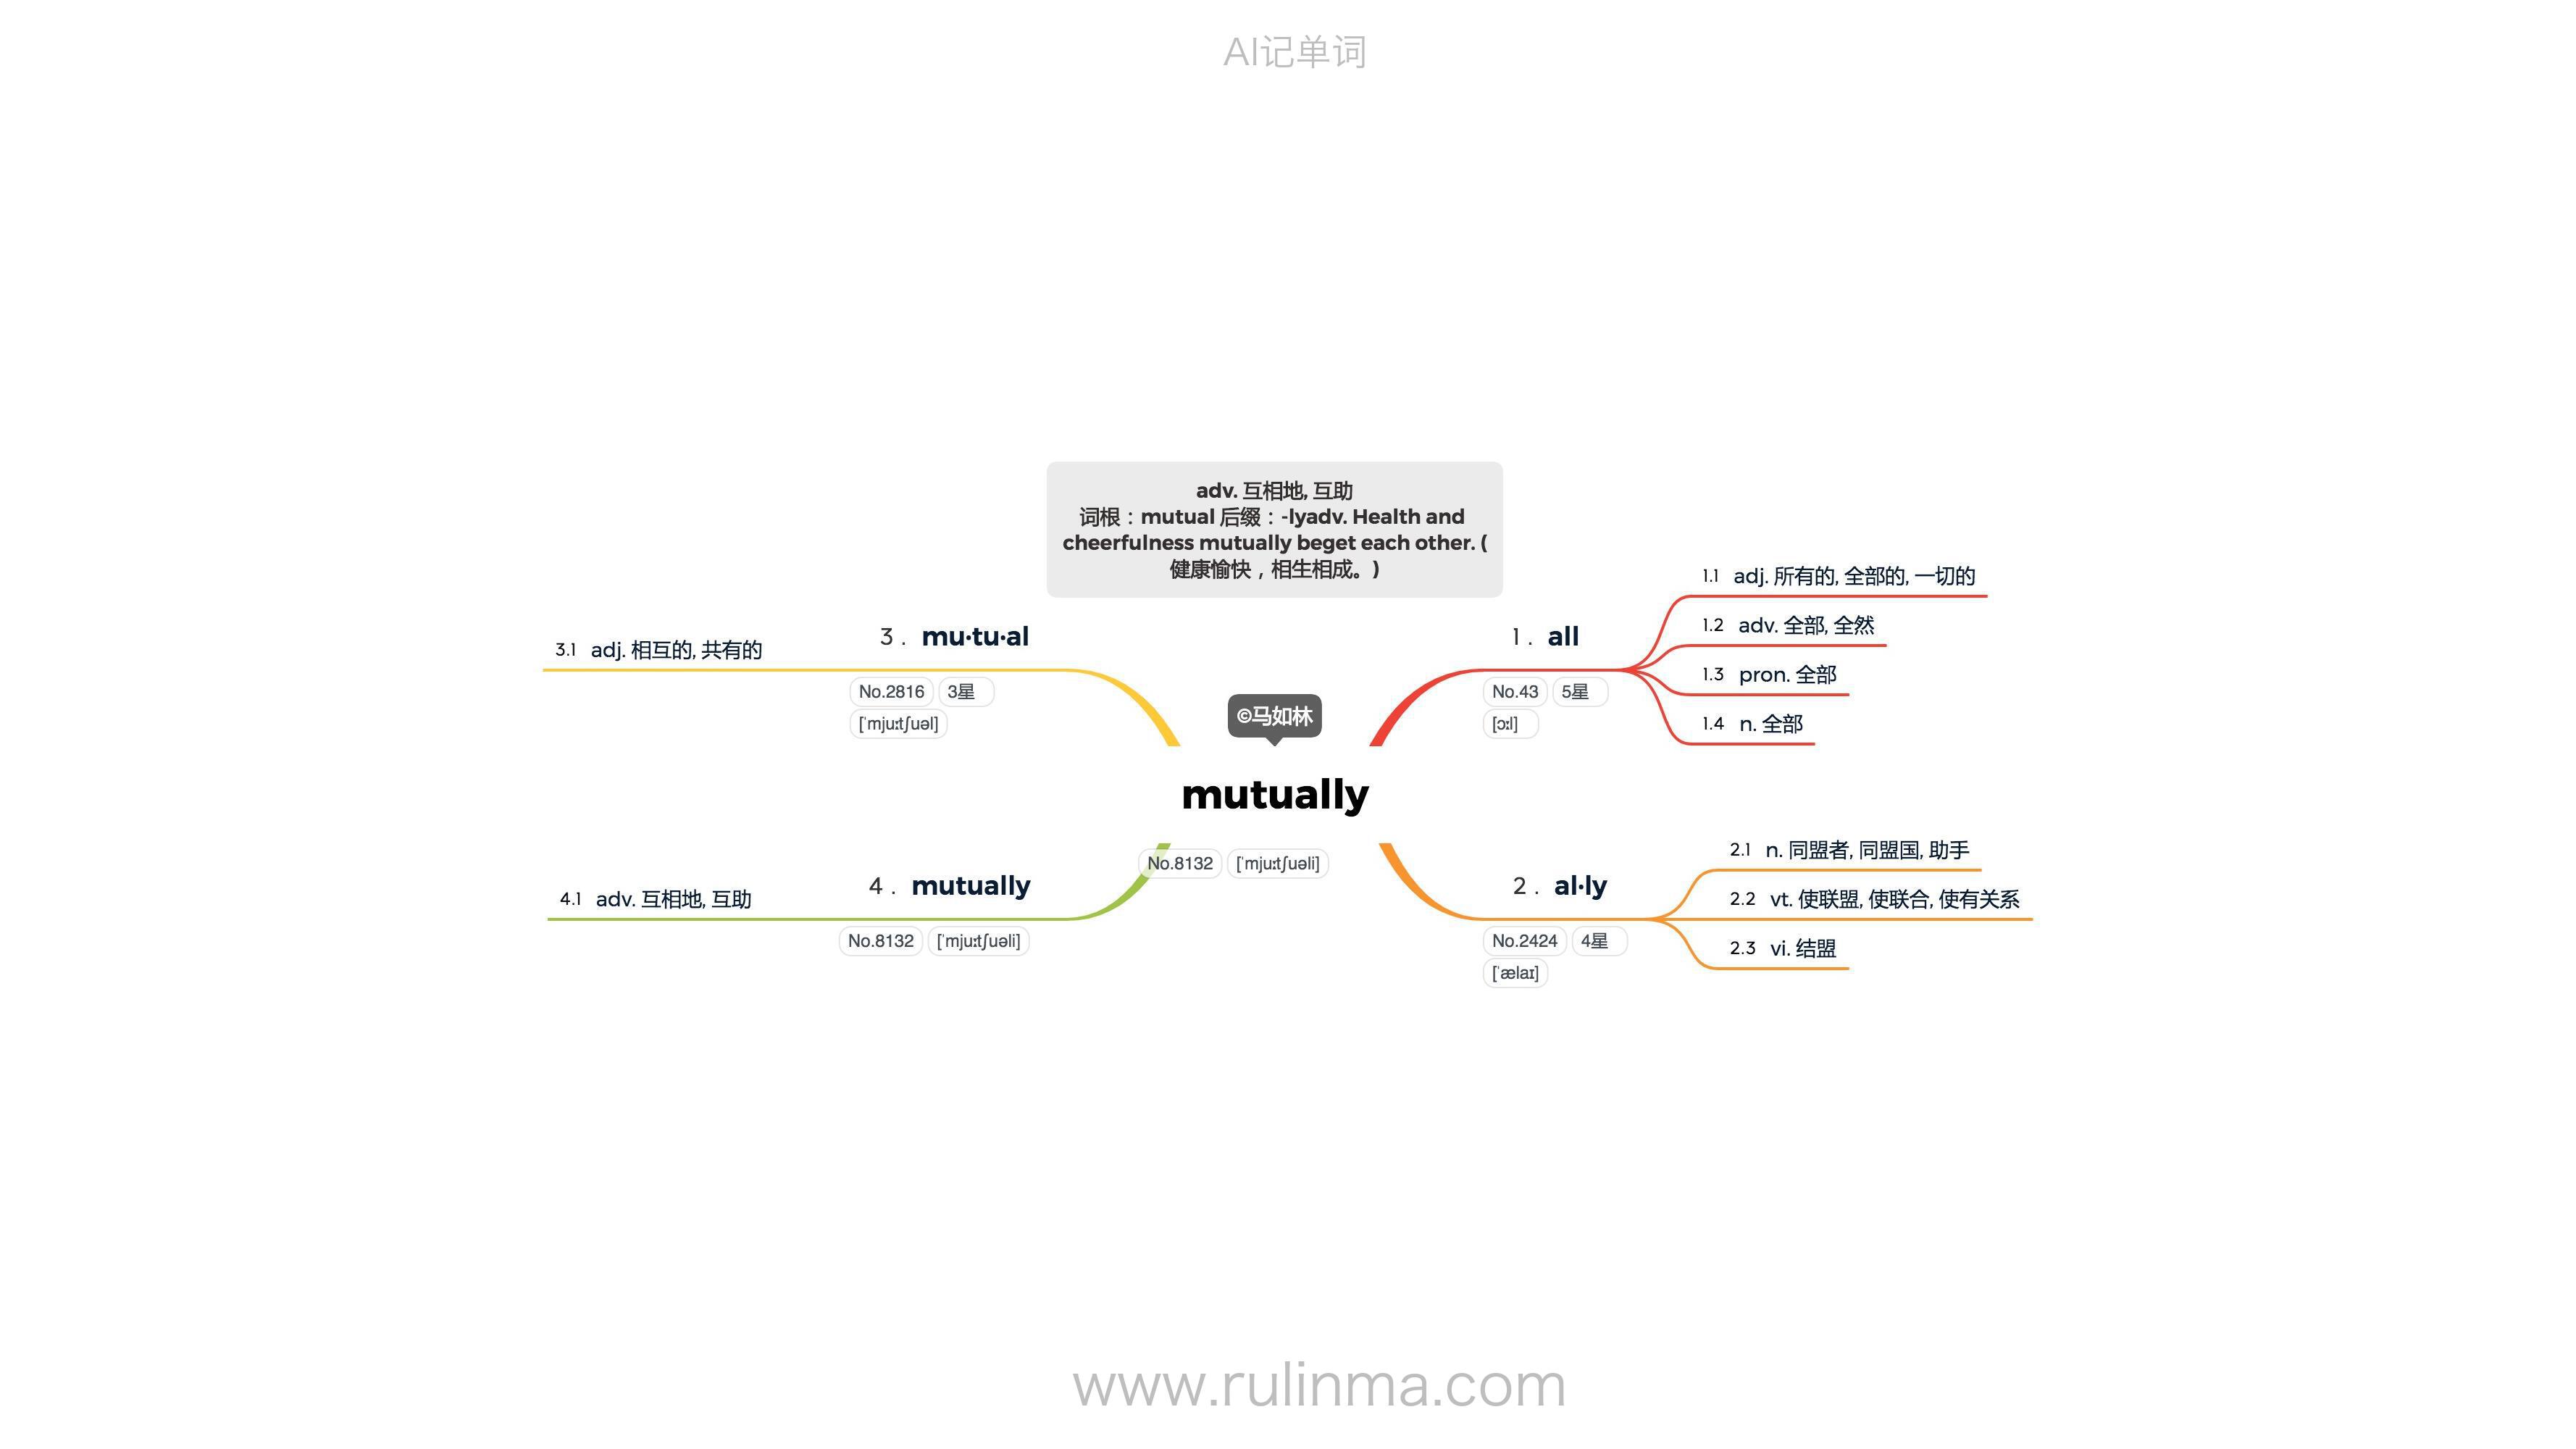 AI记单词
adv. 互相地, 互助
词根：mutual 后缀：-lyadv. Health and
cheerfulness mutually beget each other. (
健康愉快，相生相成。)
©马如林
mutually
No.8132 [ˈmjuːtʃuəli]
1. all
No.43 5星
[ɔːl]
1.1 adj. 所有的, 全部的, 一切的
1.2 adv. 全部, 全然
1.3 pron. 全部
1.4 n. 全部
2. al·ly
No.2424 4星
[ˈælaɪ]
2.1 n. 同盟者, 同盟国, 助手
2.2 vt. 使联盟, 使联合, 使有关系
2.3 vi. 结盟
3. mu·tu·al
No.2816 3星
[ˈmjuːtʃuəl]
3.1 adj. 相互的, 共有的
4. mutually
No.8132 [ˈmjuːtʃuəli]
4.1 adv. 互相地, 互助
www.rulinma.com